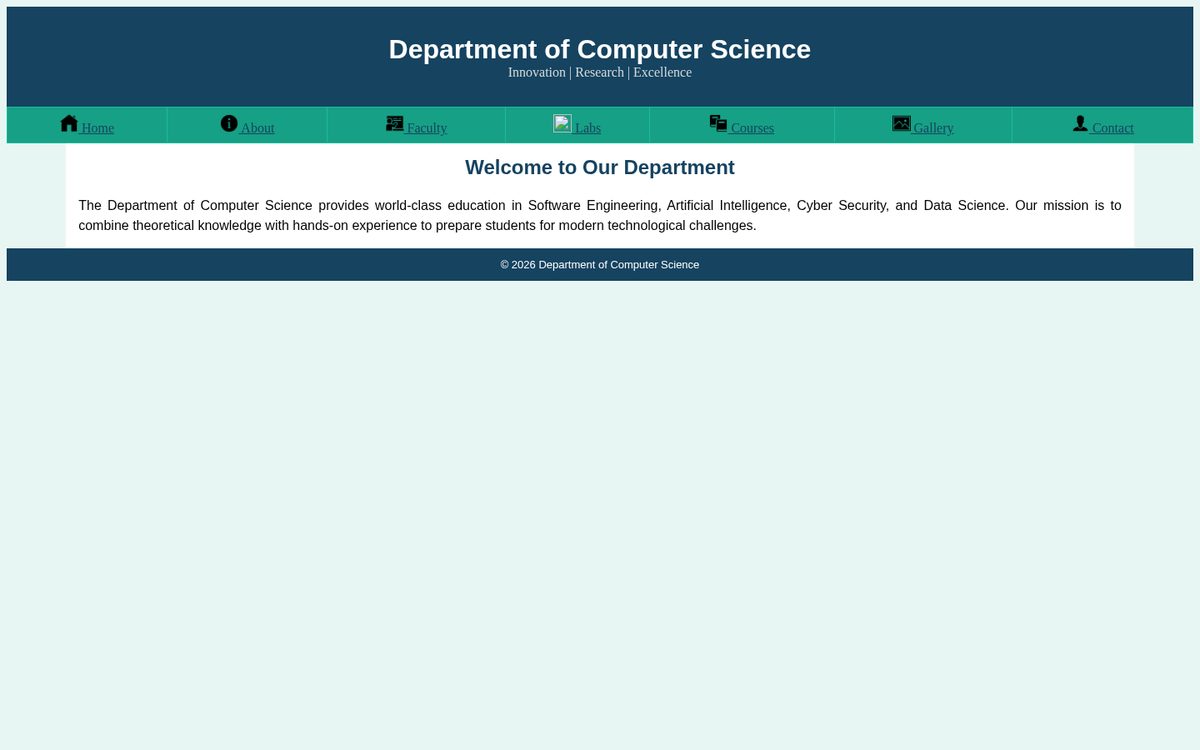 Department of Computer Science
Innovation | Research | Excellence
Home About Faculty Labs Courses Gallery Contact
Welcome to Our Department
The Department of Computer Science provides world-class education in Software Engineering, Artificial Intelligence, Cyber Security, and Data Science. Our mission is to
combine theoretical knowledge with hands-on experience to prepare students for modern technological challenges.
© 2026 Department of Computer Science